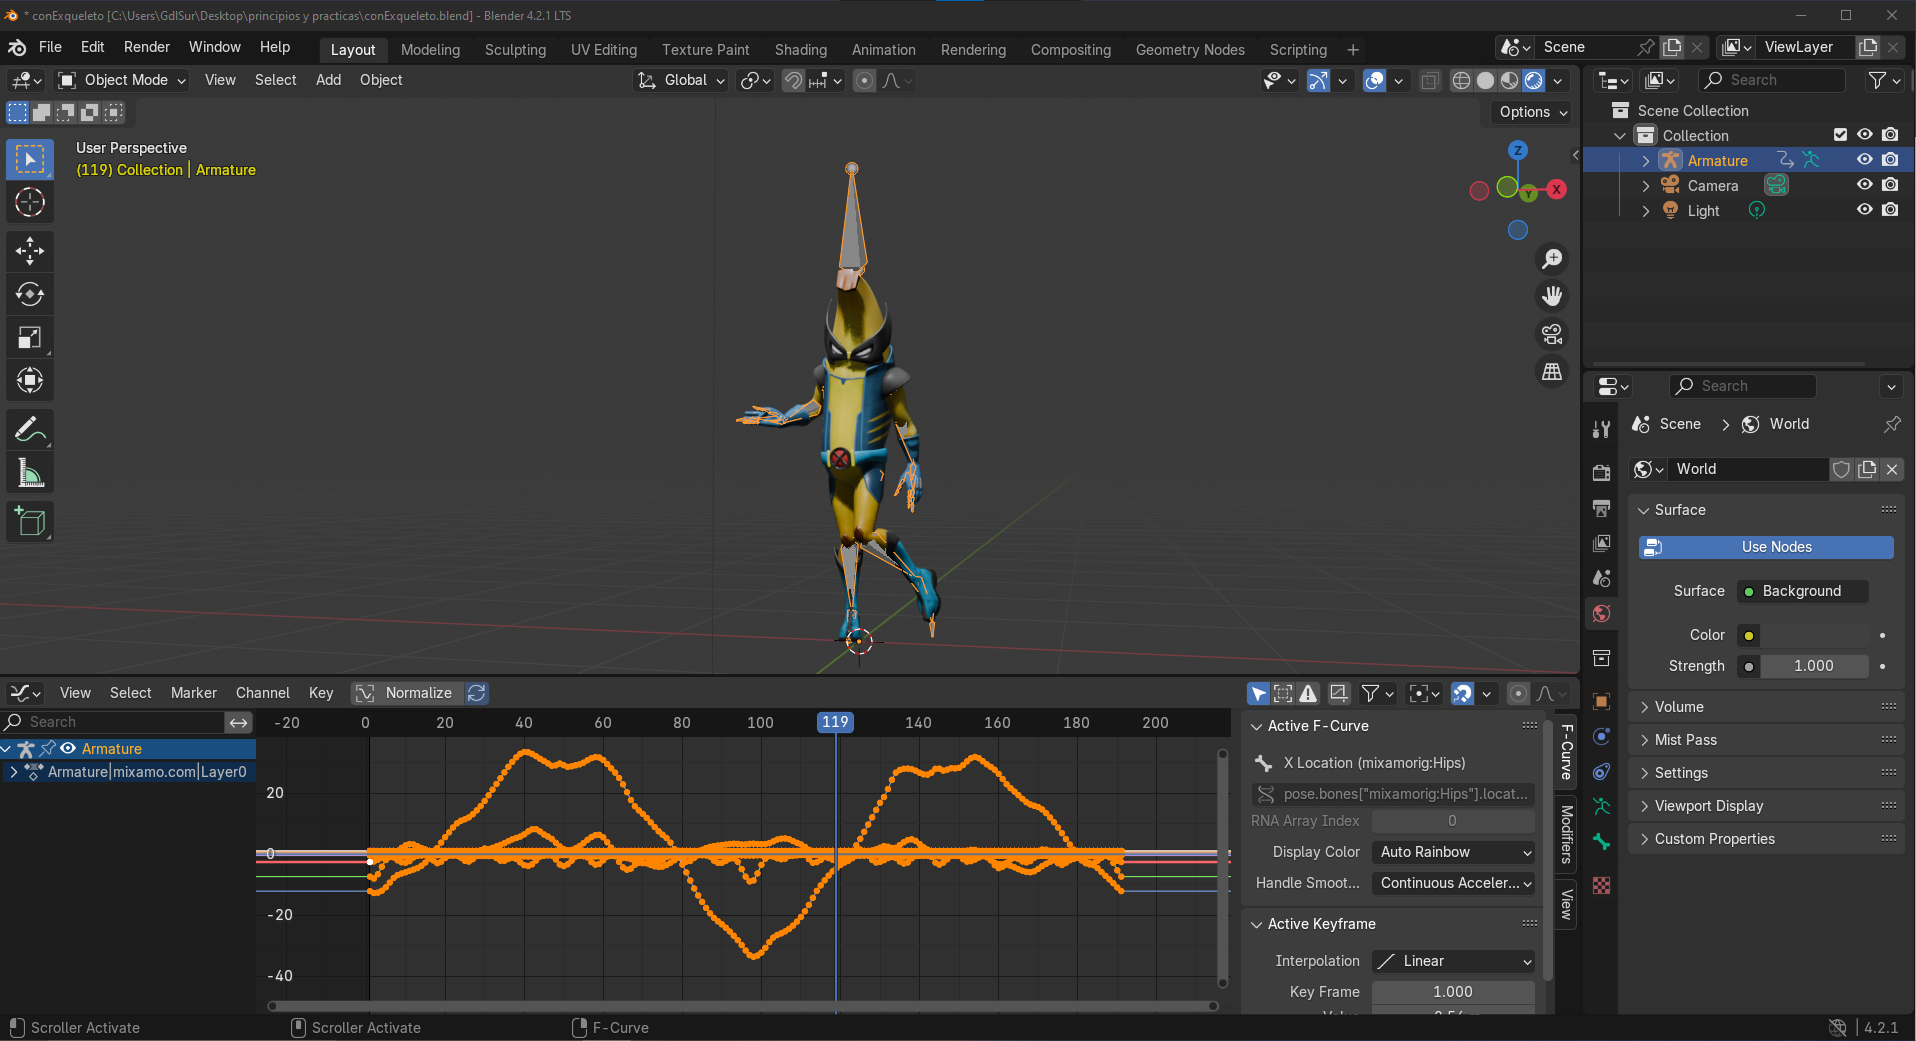 * conExqueleto [C:\Users\GdlSur\Desktop\principios y practicas\conExqueleto.blend] - Blender 4.2.1 LTS
File Edit Render Window Help Layout Modeling Sculpting UV Editing Texture Paint Shading Animation Rendering Compositing Geometry Nodes Scripting + Scene ViewLayer
Object Mode View Select Add Object Global Search
Options
Scene Collection
Collection
Armature
Camera
Light
User Perspective
(119) Collection | Armature
Z
X
Y
Search
Scene > World
World
Surface
Use Nodes
Surface Background
Color
Strength 1.000
Volume
Mist Pass
Settings
Viewport Display
Custom Properties
View Select Marker Channel Key Normalize
Search
-20 0 20 40 60 80 100 119 140 160 180 200
Armature
Armature|mixamo.com|Layer0
20
0
-20
-40
Active F-Curve
X Location (mixamorig:Hips)
pose.bones["mixamorig:Hips"].locat...
RNA Array Index 0
Display Color Auto Rainbow
Handle Smoot... Continuous Acceler...
Active Keyframe
Interpolation Linear
Key Frame 1.000
F-Curve
Modifiers
View
Scroller Activate Scroller Activate F-Curve 4.2.1